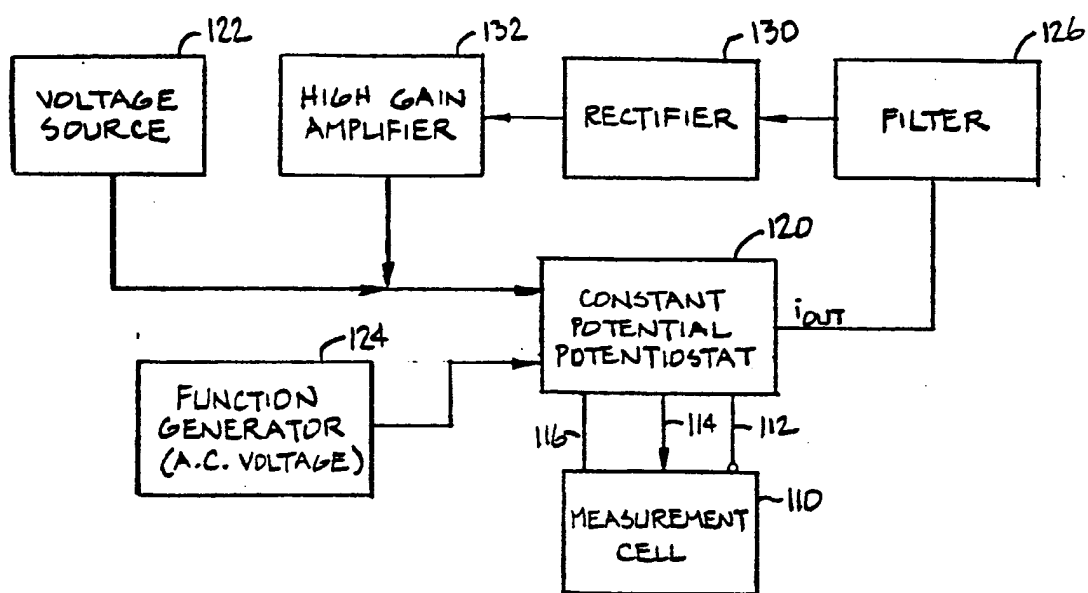 122
132
130
126
VOLTAGE
SOURCE
HIGH GAIN
AMPLIFIER
RECTIFIER
FILTER
120
CONSTANT
POTENTIAL
POTENTIOSTAT
iOUT
124
FUNCTION
GENERATOR
(A.C. VOLTAGE)
116
114
112
110
MEASUREMENT
CELL